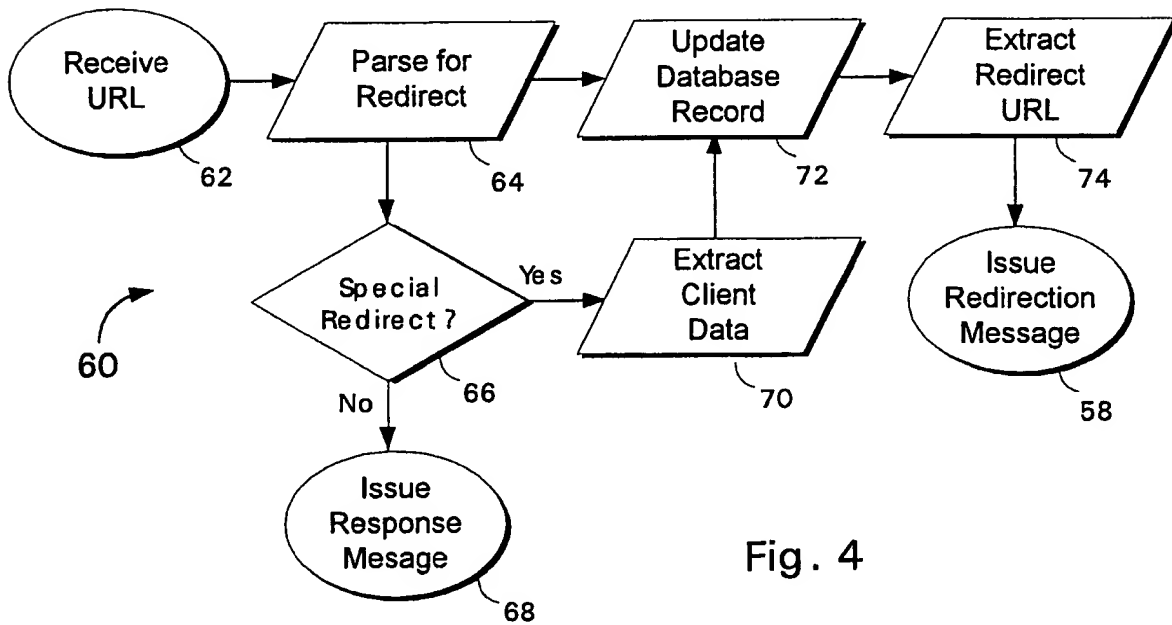 Receive
URL
62
Parse for
Redirect
64
Update
Database
Record
72
Extract
Redirect
URL
74
Special
Redirect?
66
Yes
No
Extract
Client
Data
70
Issue
Redirection
Message
58
60
Issue
Response
Mesage
68
Fig. 4